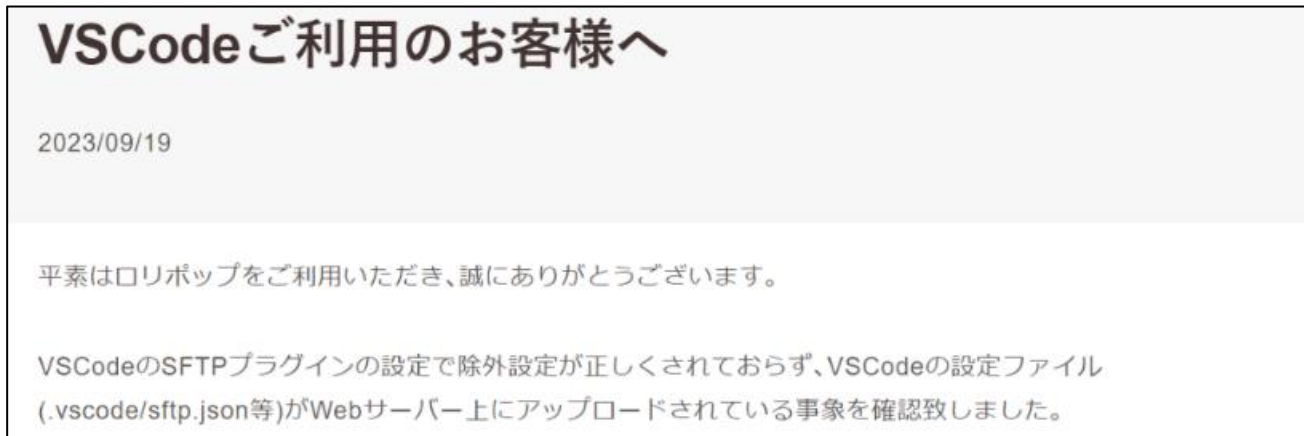 VSCodeご利用のお客様へ
2023/09/19
平素はロリポップをご利用いただき、誠にありがとうございます。
VSCodeのSFTPプラグインの設定で除外設定が正しくされておらず、VSCodeの設定ファイル
(.vscode/sftp.json等)がWebサーバー上にアップロードされている事象を確認致しました。